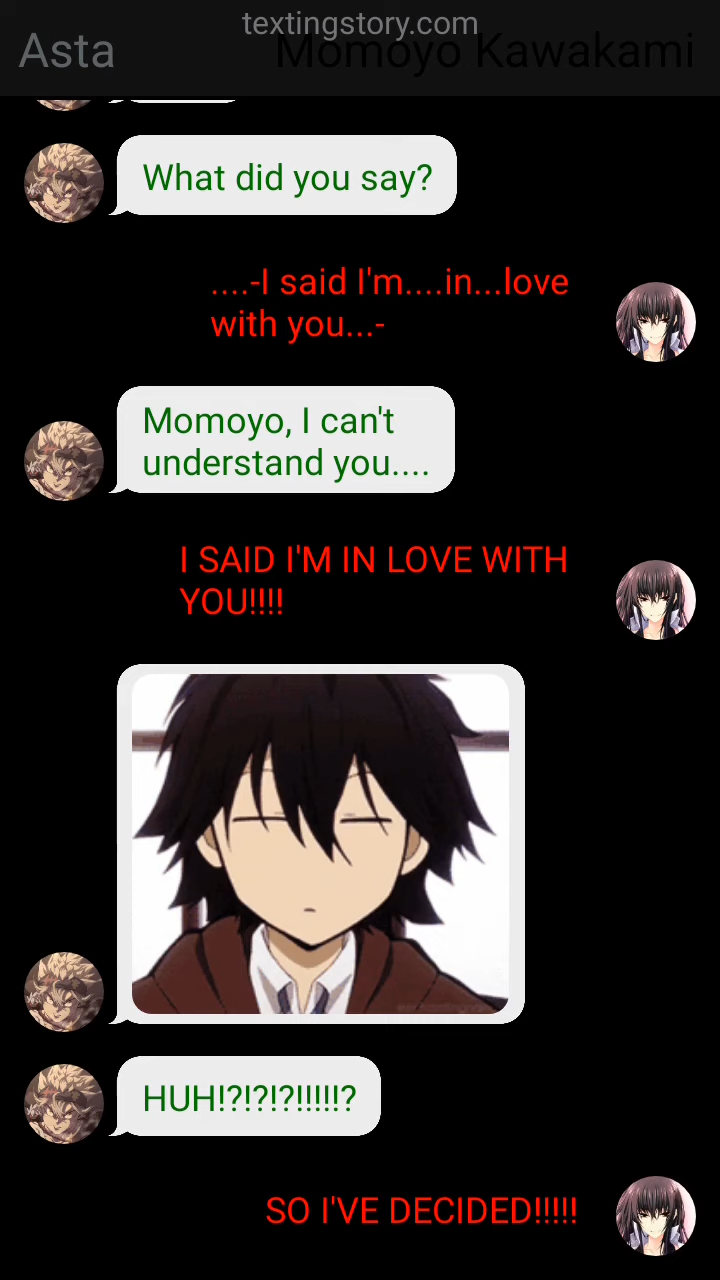 textingstory.com
Asta
Momoyo Kawakami
What did you say?
....-I said I'm....in...love
with you...-
Momoyo, I can't
understand you....
I SAID I'M IN LOVE WITH
YOU!!!!
HUH!?!?!?!!!!!?
SO I'VE DECIDED!!!!!